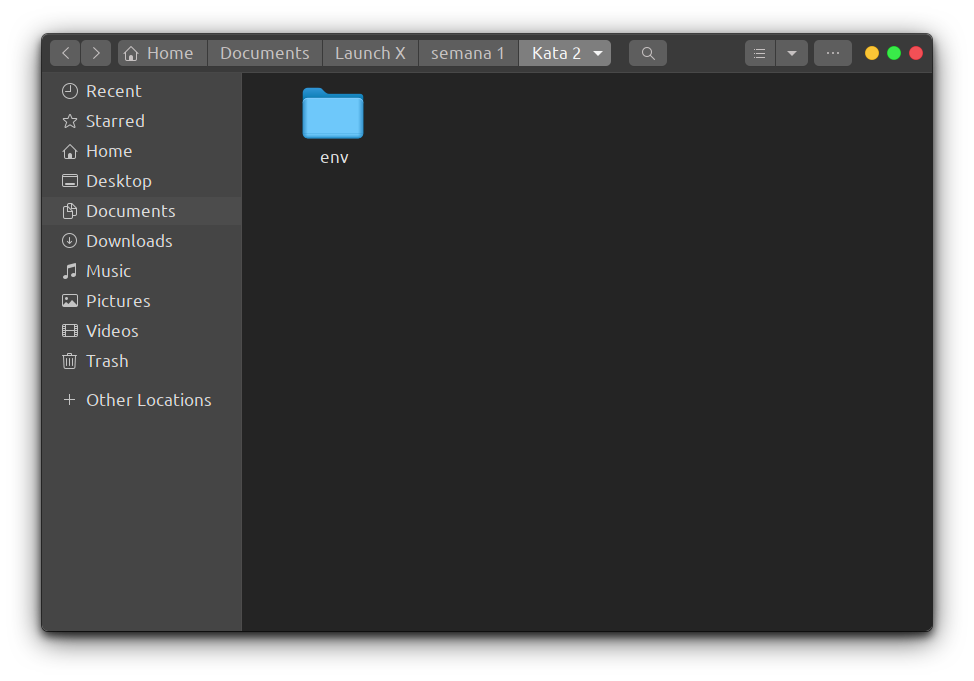 Home Documents Launch X semana 1 Kata 2
Recent
Starred
Home
Desktop
Documents
Downloads
Music
Pictures
Videos
Trash
Other Locations
env